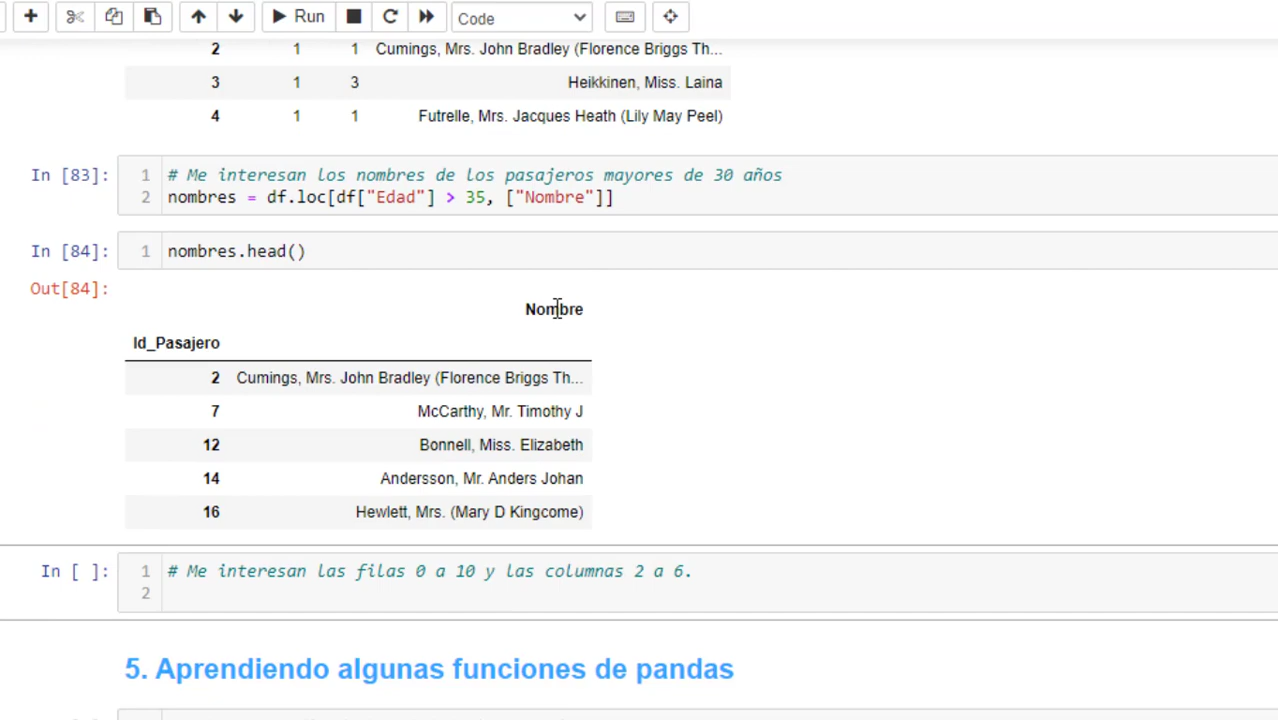 Run Code
2 1 1 Cumings, Mrs. John Bradley (Florence Briggs Th...
3 1 3 Heikkinen, Miss. Laina
4 1 1 Futrelle, Mrs. Jacques Heath (Lily May Peel)
In [83]: 1 # Me interesan los nombres de los pasajeros mayores de 30 años
2 nombres = df.loc[df["Edad"] > 35, ["Nombre"]]
In [84]: 1 nombres.head()
Out[84]:
Nombre
Id_Pasajero
2 Cumings, Mrs. John Bradley (Florence Briggs Th...
7 McCarthy, Mr. Timothy J
12 Bonnell, Miss. Elizabeth
14 Andersson, Mr. Anders Johan
16 Hewlett, Mrs. (Mary D Kingcome)
In [ ]: 1 # Me interesan las filas 0 a 10 y las columnas 2 a 6.
2
5. Aprendiendo algunas funciones de pandas